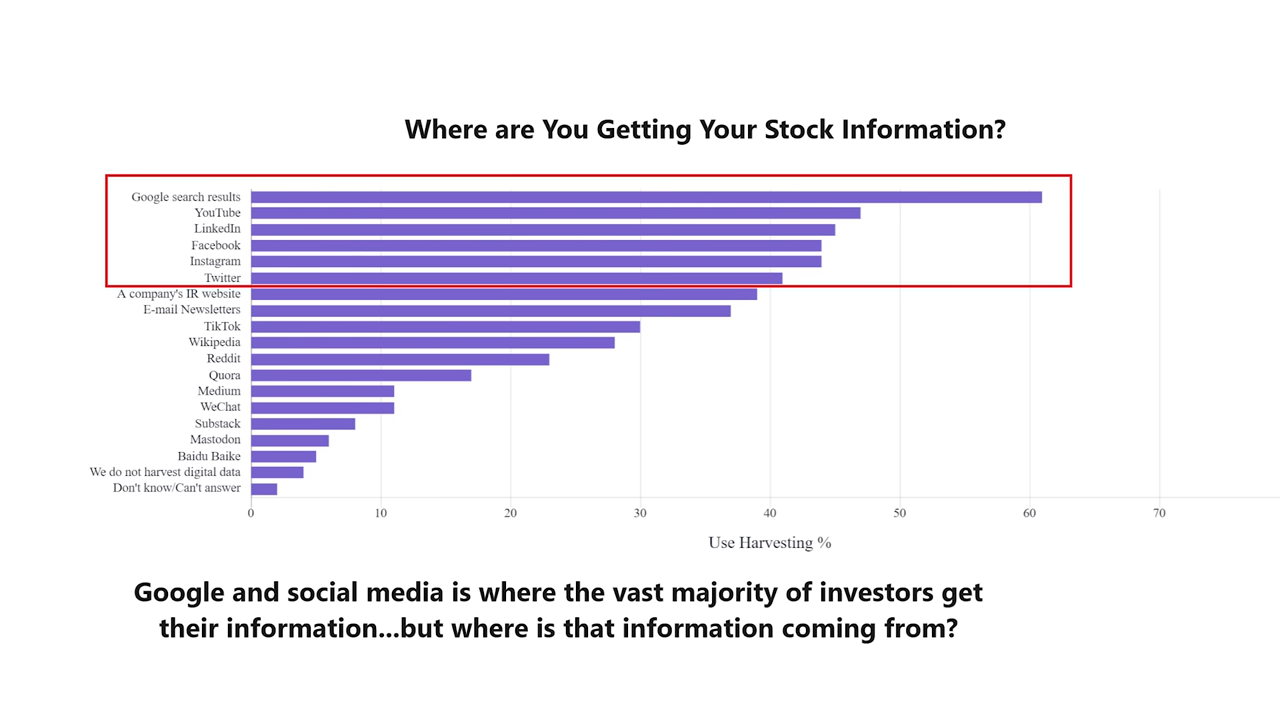 Where are You Getting Your Stock Information?
Google search results
YouTube
LinkedIn
Facebook
Instagram
Twitter
A company's IR website
E-mail Newsletters
TikTok
Wikipedia
Reddit
Quora
Medium
WeChat
Substack
Mastodon
Baidu Baike
We do not harvest digital data
Don't know/Can't answer
0 10 20 30 40 50 60 70
Use Harvesting %
Google and social media is where the vast majority of investors get
their information...but where is that information coming from?